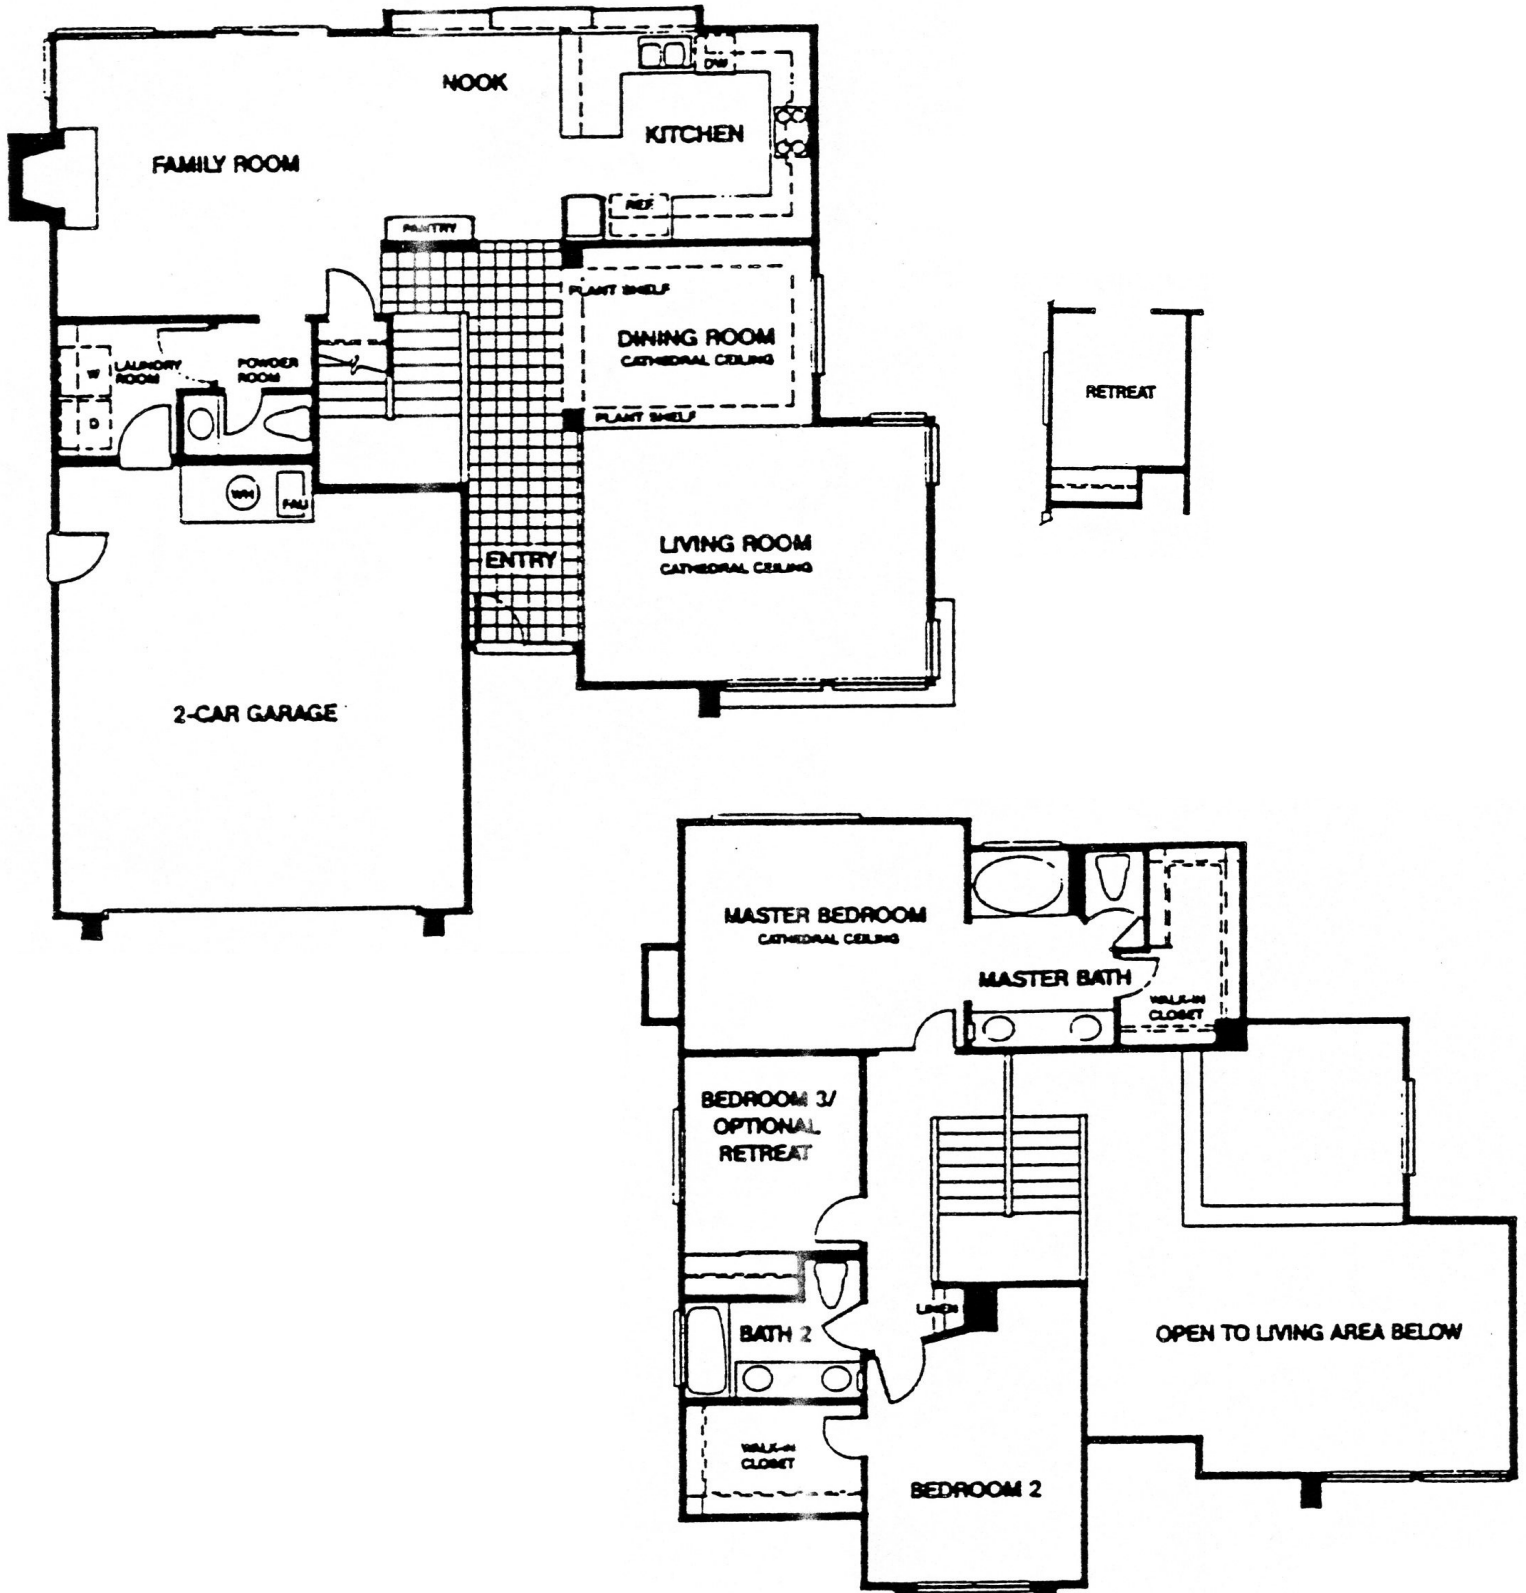 NOOK
DW
KITCHEN
FAMILY ROOM
REF.
PANTRY
PLANT SHELF
DINING ROOM
CATHEDRAL CEILING
PLANT SHELF
W
LAUNDRY
ROOM
POWDER
ROOM
D
WH
FAU
ENTRY
LIVING ROOM
CATHEDRAL CEILING
2-CAR GARAGE
RETREAT
MASTER BEDROOM
CATHEDRAL CEILING
MASTER BATH
WALK-IN
CLOSET
BEDROOM 3/
OPTIONAL
RETREAT
LINEN
BATH 2
OPEN TO LIVING AREA BELOW
WALK-IN
CLOSET
BEDROOM 2